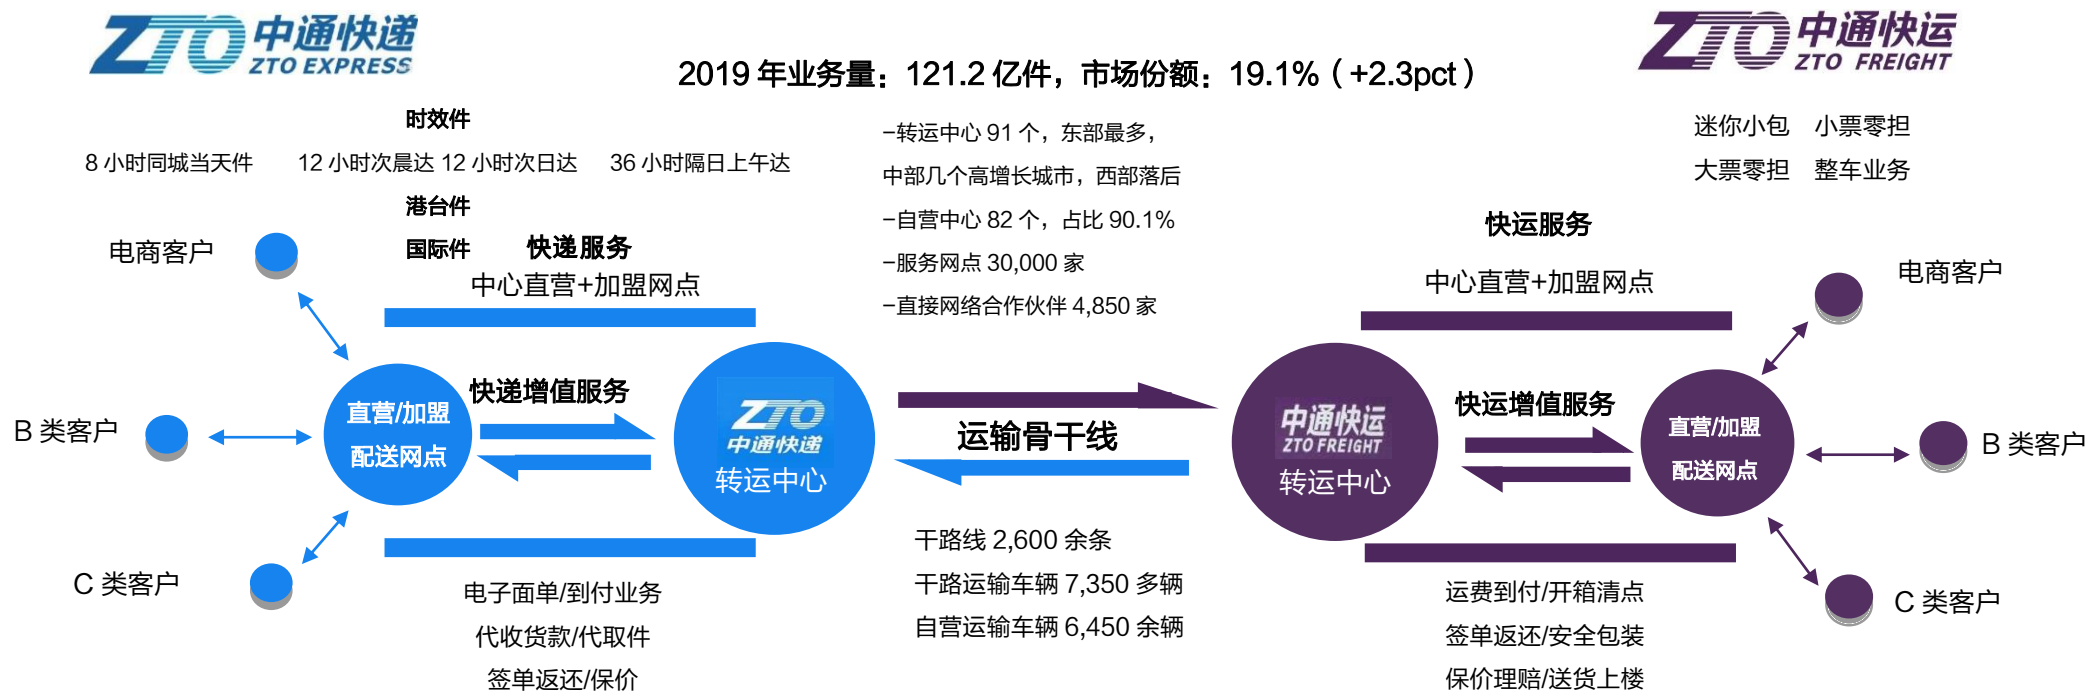 ZTO 中通快递
ZTO EXPRESS
ZTO 中通快运
ZTO FREIGHT
2019 年业务量：121.2 亿件，市场份额：19.1%（+2.3pct）
时效件
8 小时同城当天件 12 小时次晨达 12 小时次日达 36 小时隔日上午达
港台件
国际件
快递服务
中心直营+加盟网点
-转运中心 91 个，东部最多，
中部几个高增长城市，西部落后
-自营中心 82 个，占比 90.1%
-服务网点 30,000 家
-直接网络合作伙伴 4,850 家
迷你小包 小票零担
大票零担 整车业务
快运服务
中心直营+加盟网点
电商客户
B 类客户
C 类客户
直营/加盟
配送网点
快递增值服务
ZTO
中通快递
转运中心
运输骨干线
中通快运
ZTO FREIGHT
转运中心
快运增值服务
直营/加盟
配送网点
电商客户
B 类客户
C 类客户
电子面单/到付业务
代收货款/代取件
签单返还/保价
干路线 2,600 余条
干路运输车辆 7,350 多辆
自营运输车辆 6,450 余辆
运费到付/开箱清点
签单返还/安全包装
保价理赔/送货上楼